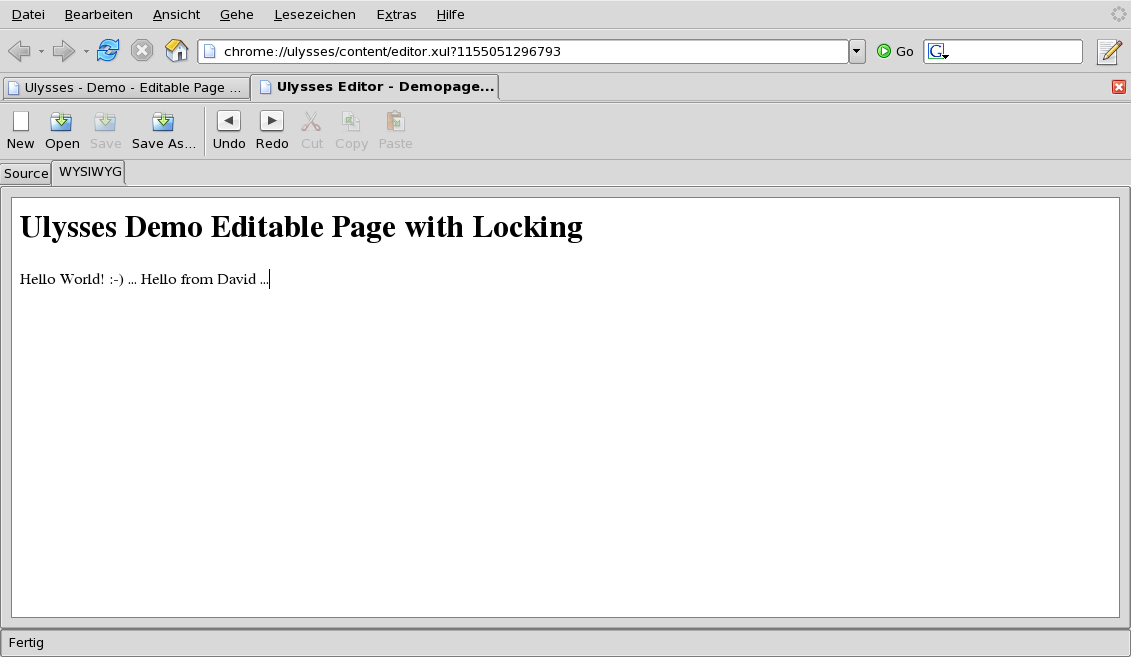 Datei Bearbeiten Ansicht Gehe Lesezeichen Extras Hilfe
chrome://ulysses/content/editor.xul?1155051296793 Go G
Ulysses - Demo - Editable Page ... Ulysses Editor - Demopage...
New Open Save Save As... Undo Redo Cut Copy Paste
Source WYSIWYG
Ulysses Demo Editable Page with Locking
Hello World! :-) ... Hello from David ...
Fertig